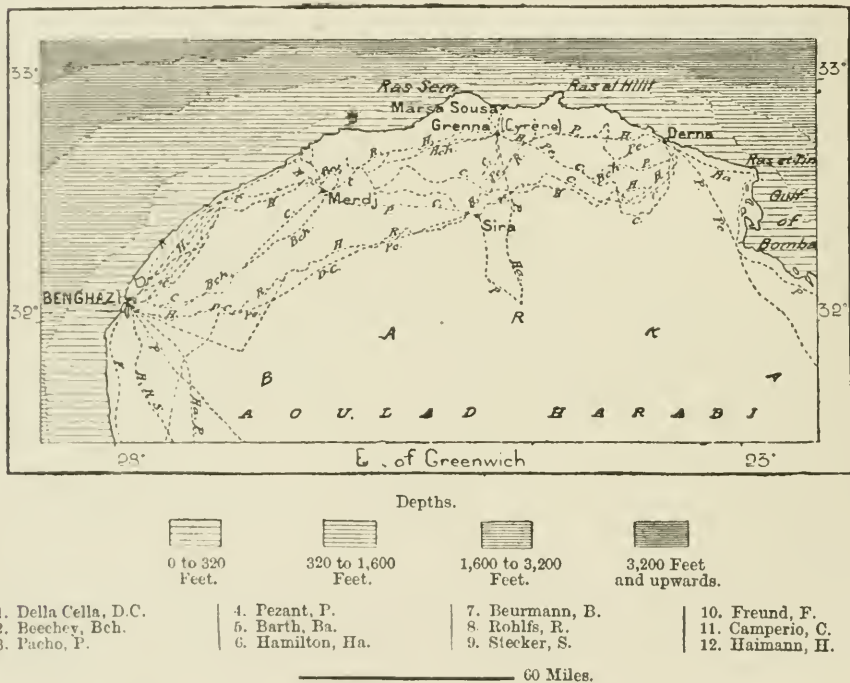 33° 33°
Ras Sem Ras al Hilil
Marsa Sousa
Grenna (Cyrene)
Derna
Ras et-Tin
Gulf
of
Bomba
Merdj
Sira
BENGHAZI
32° 32°
B A R K A
A O U L A D H A R A B I
28° E. of Greenwich 23°
Depths.
0 to 320 Feet.
320 to 1,600 Feet.
1,600 to 3,200 Feet.
3,200 Feet and upwards.
1. Della Cella, D.C.
2. Beechey, Bch.
3. Pacho, P.
4. Pezant, P.
5. Barth, Ba.
6. Hamilton, Ha.
7. Beurmann, B.
8. Rohlfs, R.
9. Stecker, S.
10. Freund, F.
11. Camperio, C.
12. Haimann, H.
60 Miles.